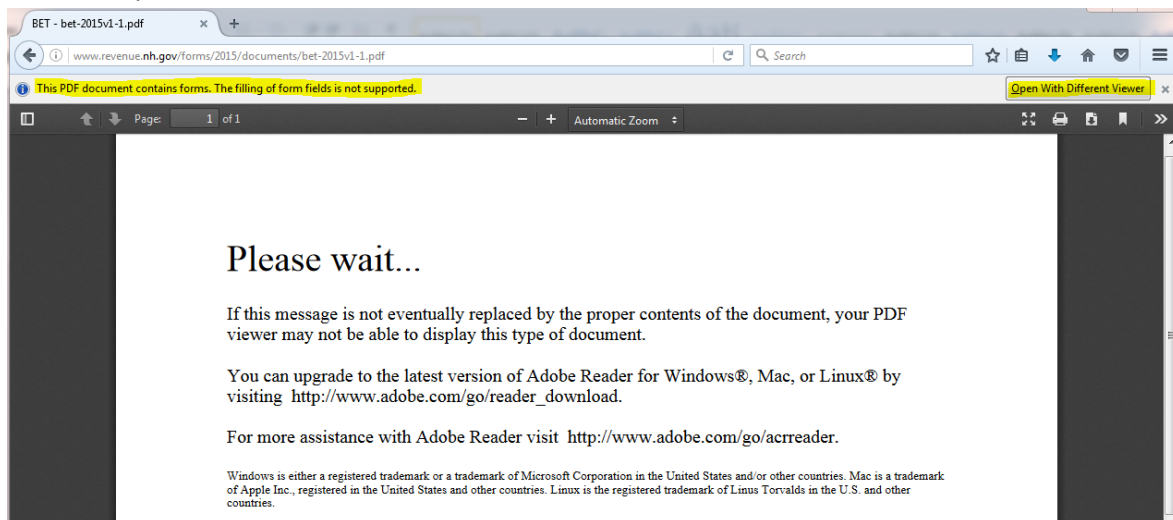 BET - bet-2015v1-1.pdf
www.revenue.nh.gov/forms/2015/documents/bet-2015v1-1.pdf
Search
This PDF document contains forms. The filling of form fields is not supported.
Open With Different Viewer
Page: 1 of 1
Automatic Zoom
Please wait...
If this message is not eventually replaced by the proper contents of the document, your PDF
viewer may not be able to display this type of document.
You can upgrade to the latest version of Adobe Reader for Windows®, Mac, or Linux® by
visiting http://www.adobe.com/go/reader_download.
For more assistance with Adobe Reader visit http://www.adobe.com/go/acrreader.
Windows is either a registered trademark or a trademark of Microsoft Corporation in the United States and/or other countries. Mac is a trademark
of Apple Inc., registered in the United States and other countries. Linux is the registered trademark of Linus Torvalds in the U.S. and other
countries.